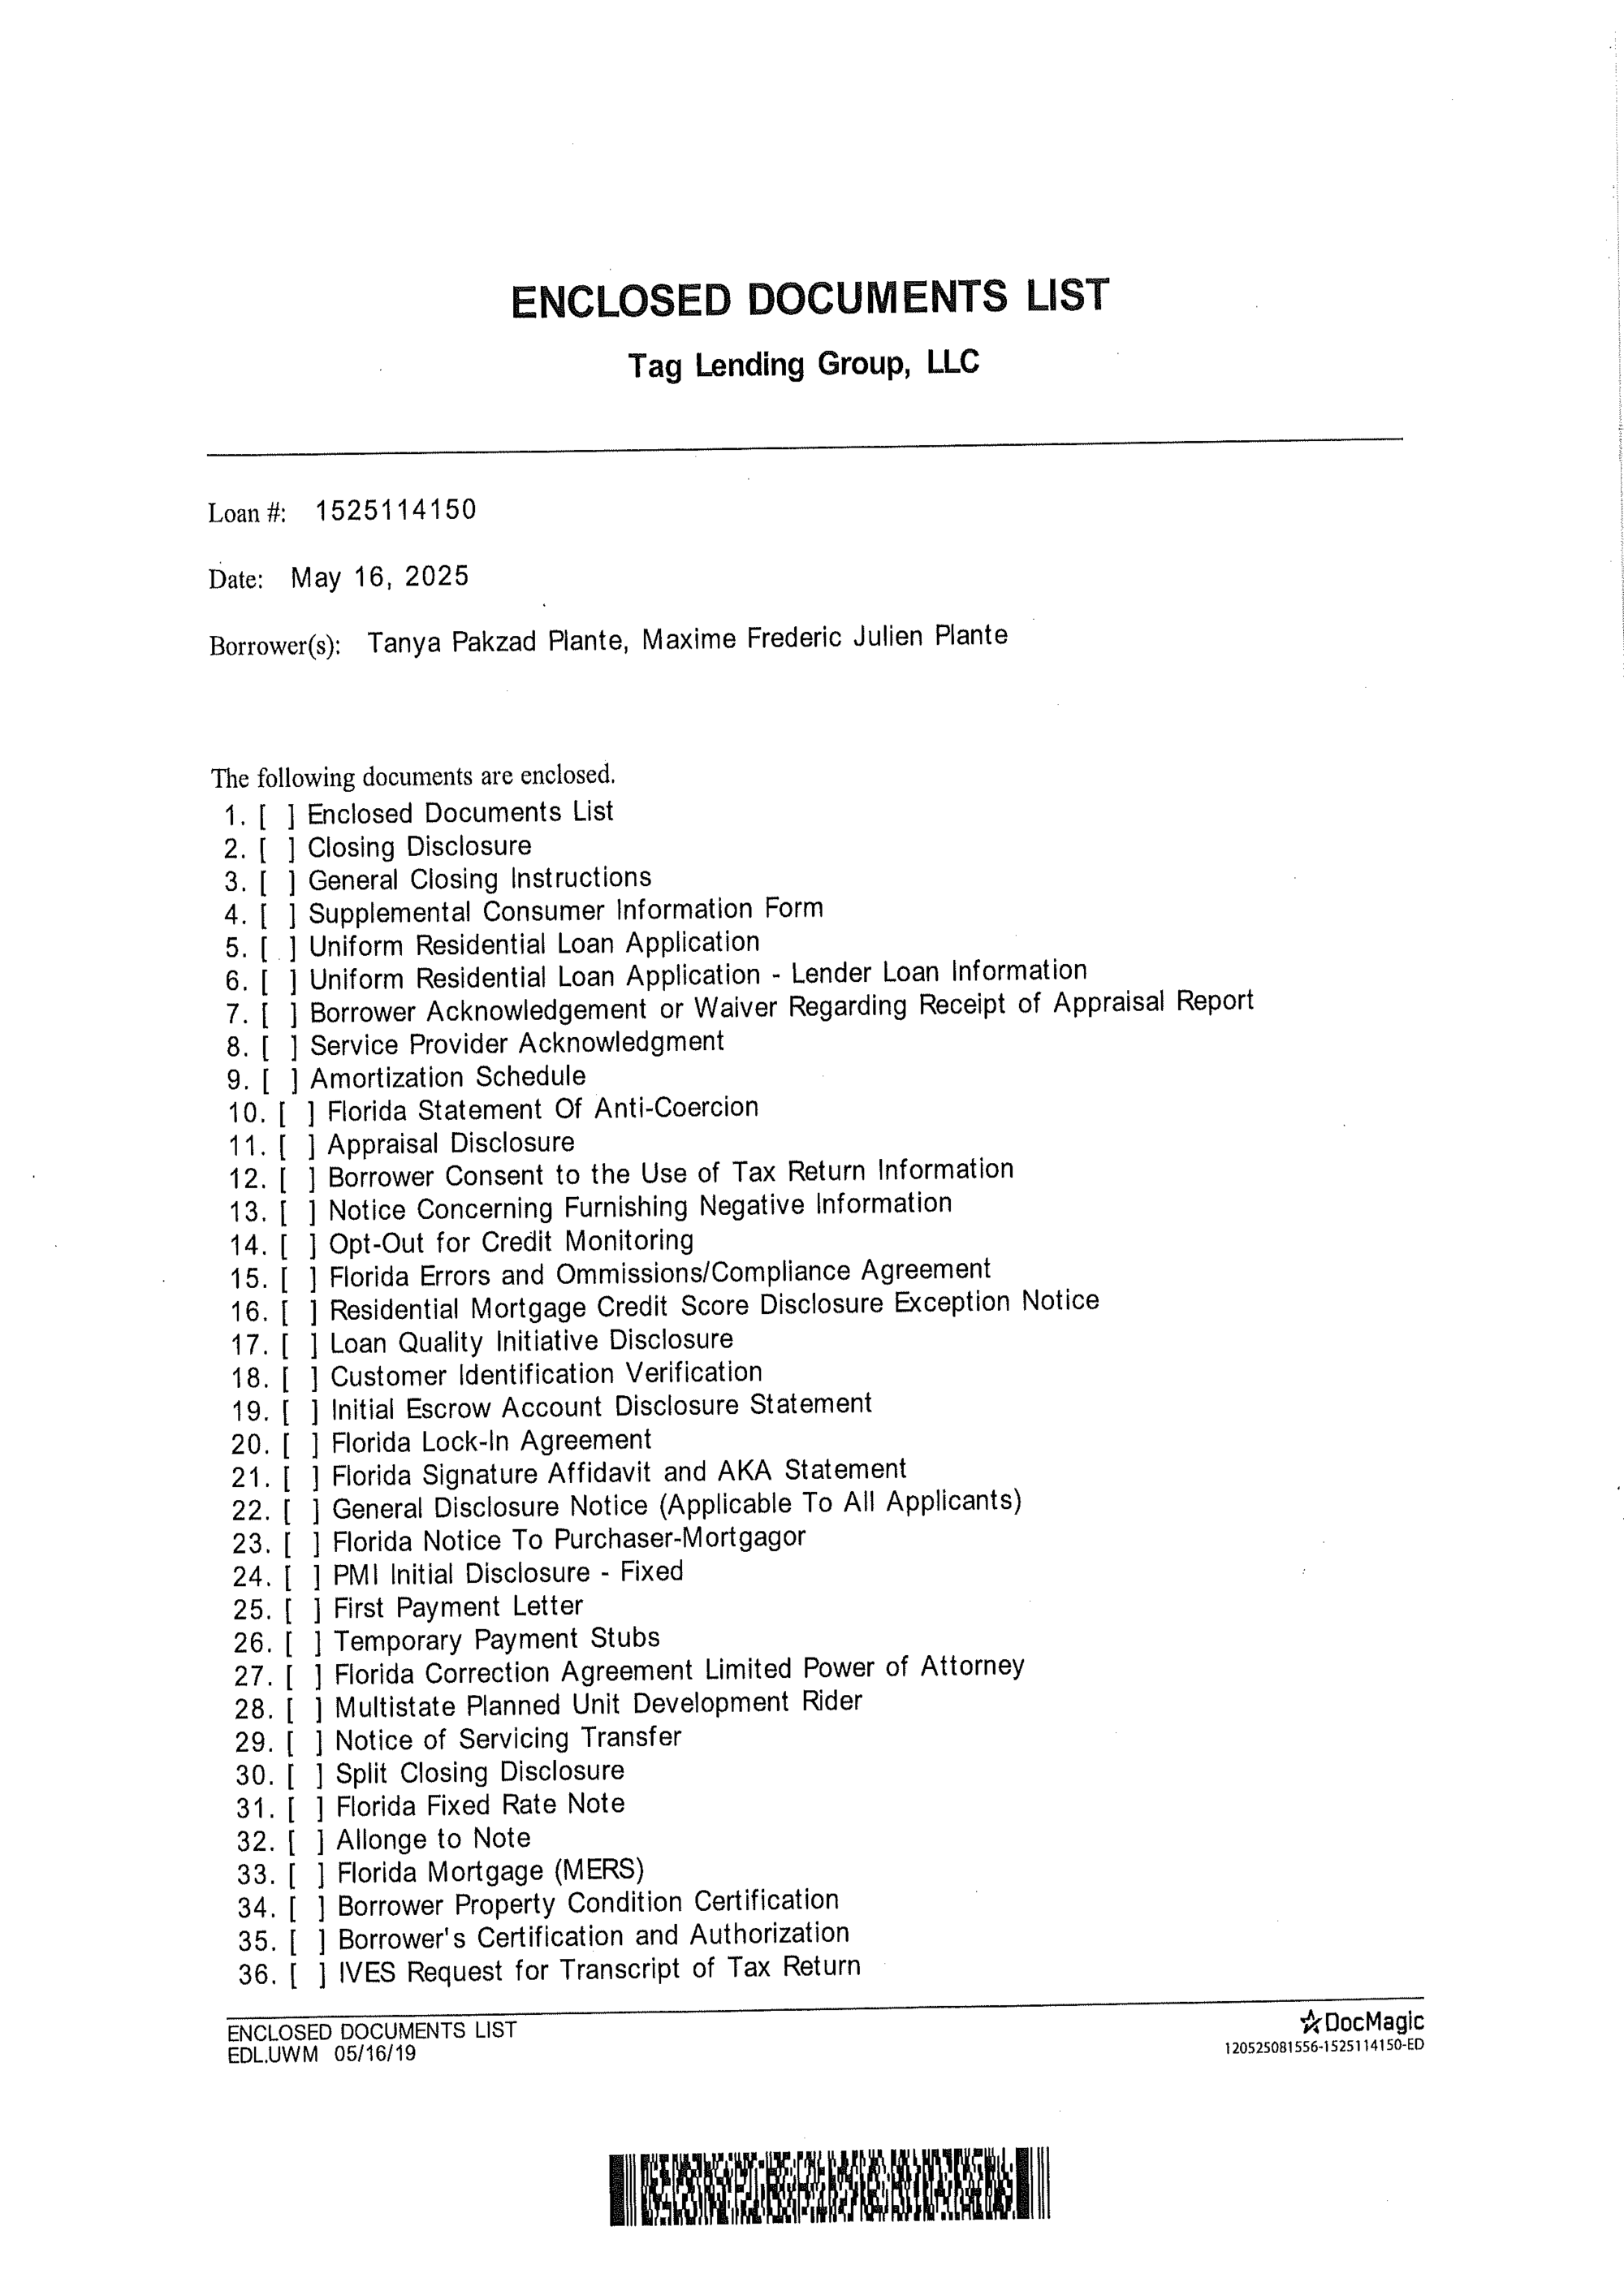 ENCLOSED DOCUMENTS LIST
Tag Lending Group, LLC
Loan #: 1525114150
Date: May 16, 2025
Borrower(s): Tanya Pakzad Plante, Maxime Frederic Julien Plante
The following documents are enclosed.
1. [ ] Enclosed Documents List
2. [ ] Closing Disclosure
3. [ ] General Closing Instructions
4. [ ] Supplemental Consumer Information Form
5. [ ] Uniform Residential Loan Application
6. [ ] Uniform Residential Loan Application - Lender Loan Information
7. [ ] Borrower Acknowledgement or Waiver Regarding Receipt of Appraisal Report
8. [ ] Service Provider Acknowledgment
9. [ ] Amortization Schedule
10. [ ] Florida Statement Of Anti-Coercion
11. [ ] Appraisal Disclosure
12. [ ] Borrower Consent to the Use of Tax Return Information
13. [ ] Notice Concerning Furnishing Negative Information
14. [ ] Opt-Out for Credit Monitoring
15. [ ] Florida Errors and Ommissions/Compliance Agreement
16. [ ] Residential Mortgage Credit Score Disclosure Exception Notice
17. [ ] Loan Quality Initiative Disclosure
18. [ ] Customer Identification Verification
19. [ ] Initial Escrow Account Disclosure Statement
20. [ ] Florida Lock-In Agreement
21. [ ] Florida Signature Affidavit and AKA Statement
22. [ ] General Disclosure Notice (Applicable To All Applicants)
23. [ ] Florida Notice To Purchaser-Mortgagor
24. [ ] PMI Initial Disclosure - Fixed
25. [ ] First Payment Letter
26. [ ] Temporary Payment Stubs
27. [ ] Florida Correction Agreement Limited Power of Attorney
28. [ ] Multistate Planned Unit Development Rider
29. [ ] Notice of Servicing Transfer
30. [ ] Split Closing Disclosure
31. [ ] Florida Fixed Rate Note
32. [ ] Allonge to Note
33. [ ] Florida Mortgage (MERS)
34. [ ] Borrower Property Condition Certification
35. [ ] Borrower's Certification and Authorization
36. [ ] IVES Request for Transcript of Tax Return
ENCLOSED DOCUMENTS LIST
EDL.UWM 05/16/19
DocMagic
120525081556-1525114150-ED